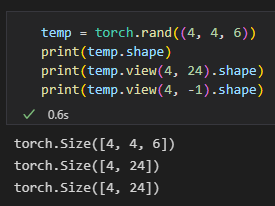 temp = torch.rand((4, 4, 6))
print(temp.shape)
print(temp.view(4, 24).shape)
print(temp.view(4, -1).shape)
0.6s
torch.Size([4, 4, 6])
torch.Size([4, 24])
torch.Size([4, 24])